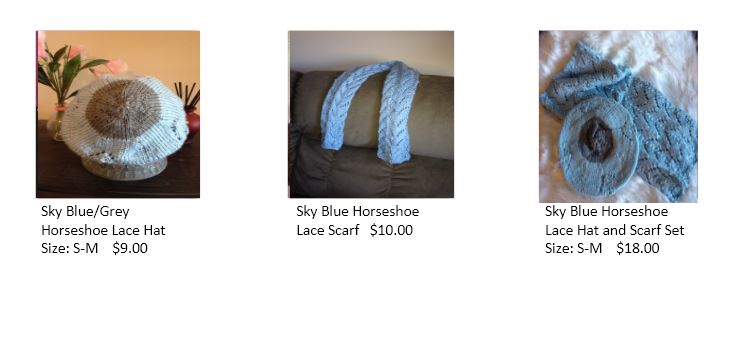 Sky Blue/Grey
Horseshoe Lace Hat
Size: S-M $9.00
Sky Blue Horseshoe
Lace Scarf $10.00
Sky Blue Horseshoe
Lace Hat and Scarf Set
Size: S-M $18.00